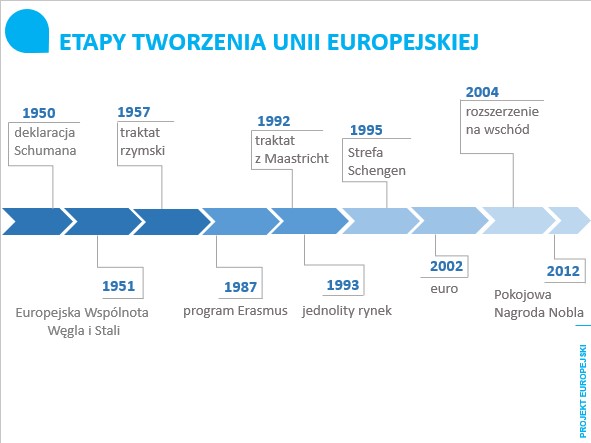 ETAPY TWORZENIA UNII EUROPEJSKIEJ
1950
deklaracja
Schumana
1957
traktat
rzymski
1992
traktat
z Maastricht
1995
Strefa
Schengen
2004
rozszerzenie
na wschód
1951
Europejska Wspólnota
Węgla i Stali
1987
program Erasmus
1993
jednolity rynek
2002
euro
2012
Pokojowa
Nagroda Nobla
PROJEKT EUROPEJSKI